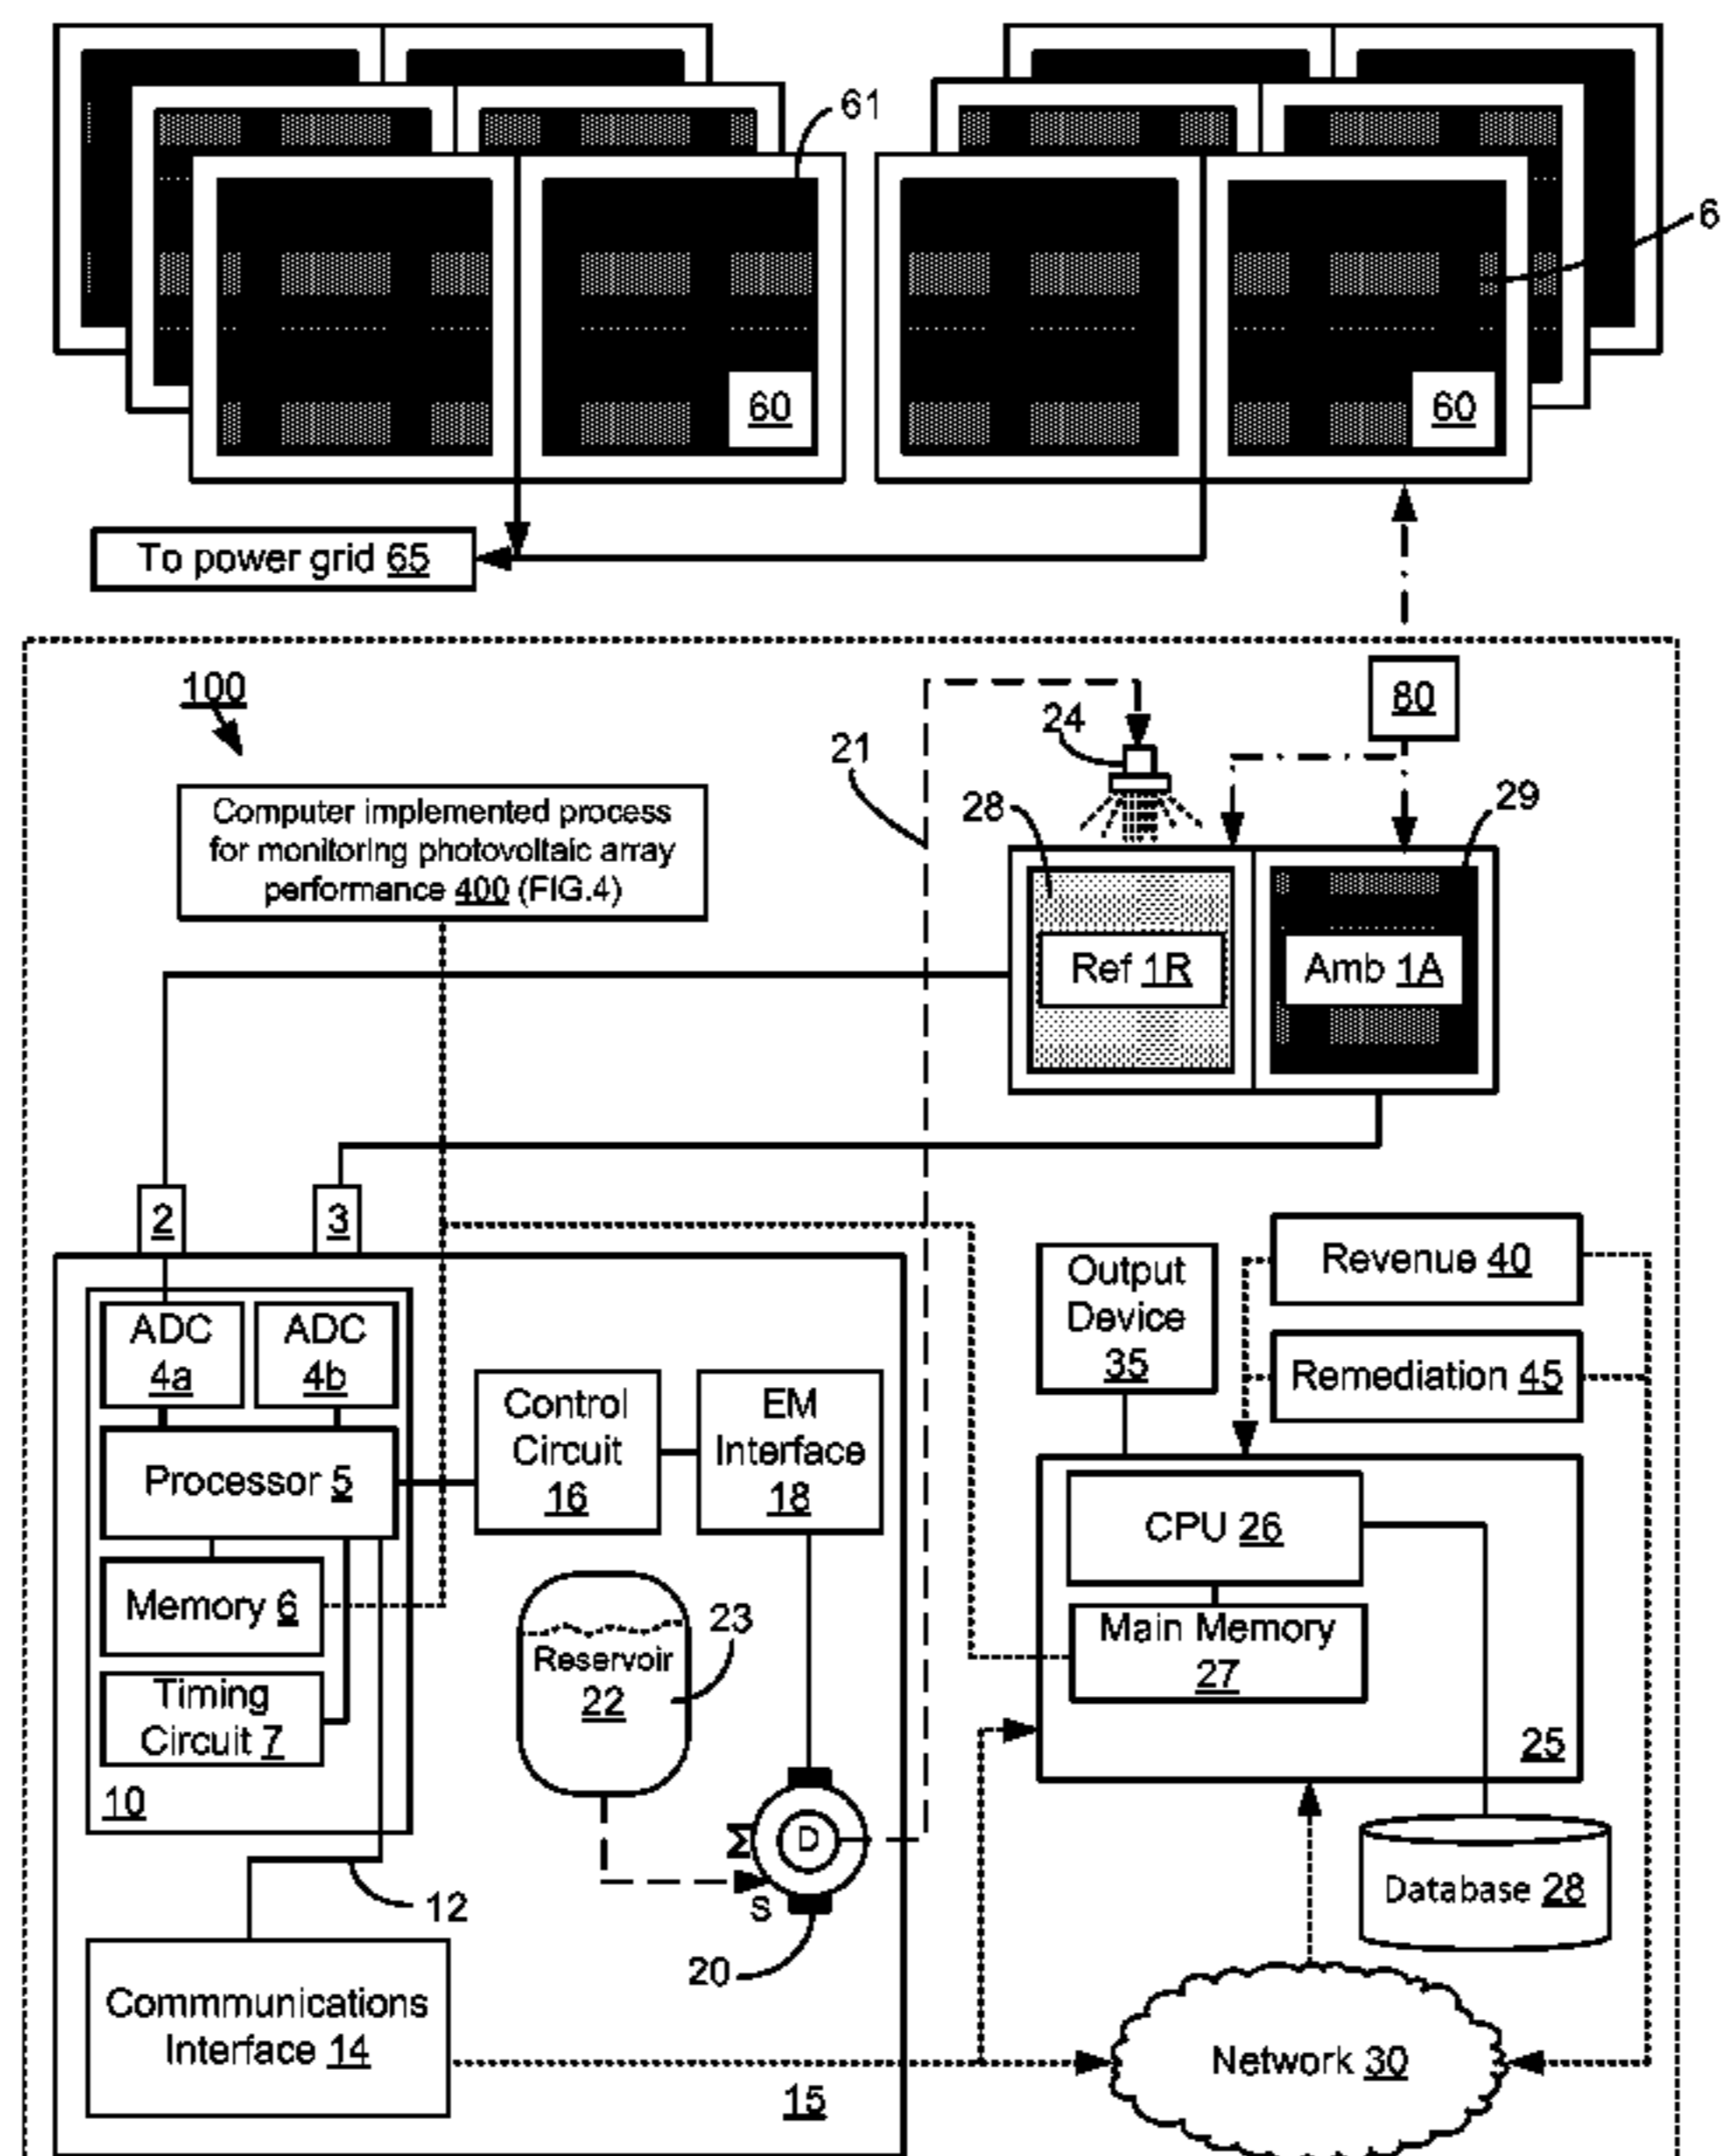 61
6
60
60
To power grid 65
100
80
24
21
28
29
Computer implemented process
for monitoring photovoltaic array
performance 400 (FIG.4)
Ref 1R
Amb 1A
2
3
Revenue 40
Output
Device
35
ADC
4a
ADC
4b
Remediation 45
Control
Circuit
16
EM
Interface
18
Processor 5
CPU 26
Memory 6
23
Reservoir
22
Main Memory
27
Timing
Circuit 7
25
10
Σ
D
S
Database 28
12
20
Commmunications
Interface 14
Network 30
15